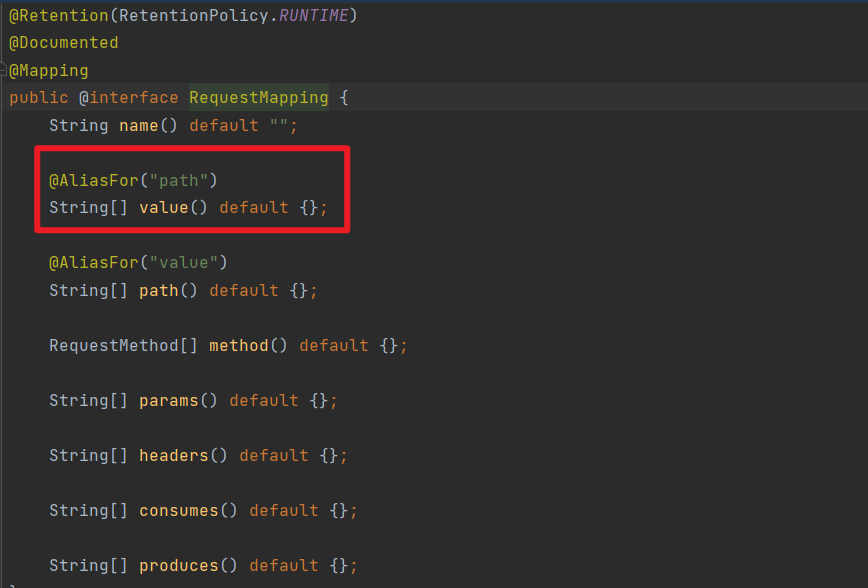 @Retention(RetentionPolicy.RUNTIME)
@Documented
@Mapping
public @interface RequestMapping {
String name() default "";
@AliasFor("path")
String[] value() default {};
@AliasFor("value")
String[] path() default {};
RequestMethod[] method() default {};
String[] params() default {};
String[] headers() default {};
String[] consumes() default {};
String[] produces() default {};